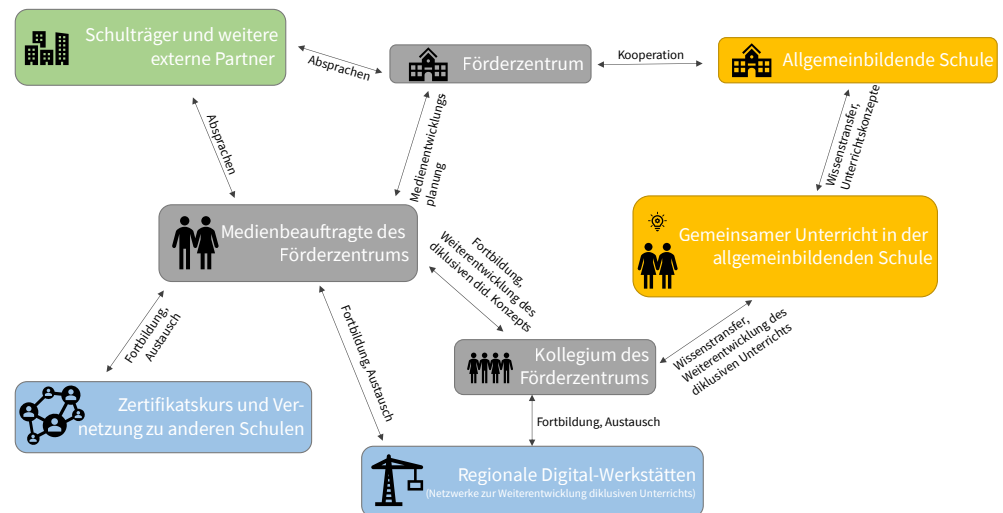 Schulträger und weitere
externe Partner
Absprachen
Förderzentrum
Kooperation
Allgemeinbildende Schule
Absprachen
Medienentwicklungs
planung
Wissenstransfer,
Unterrichtskonzepte
Medienbeauftragte des
Förderzentrums
Gemeinsamer Unterricht in der
allgemeinbildenden Schule
Fortbildung,
Weiterentwicklung des
diklusiven did. Konzepts
Fortbildung,
Austausch
Fortbildung, Austausch
Kollegium des
Förderzentrums
Wissenstransfer,
Weiterentwicklung des
diklusiven Unterrichts
Zertifikatskurs und Ver-
netzung zu anderen Schulen
Fortbildung, Austausch
Regionale Digital-Werkstätten
(Netzwerke zur Weiterentwicklung diklusiven Unterrichts)